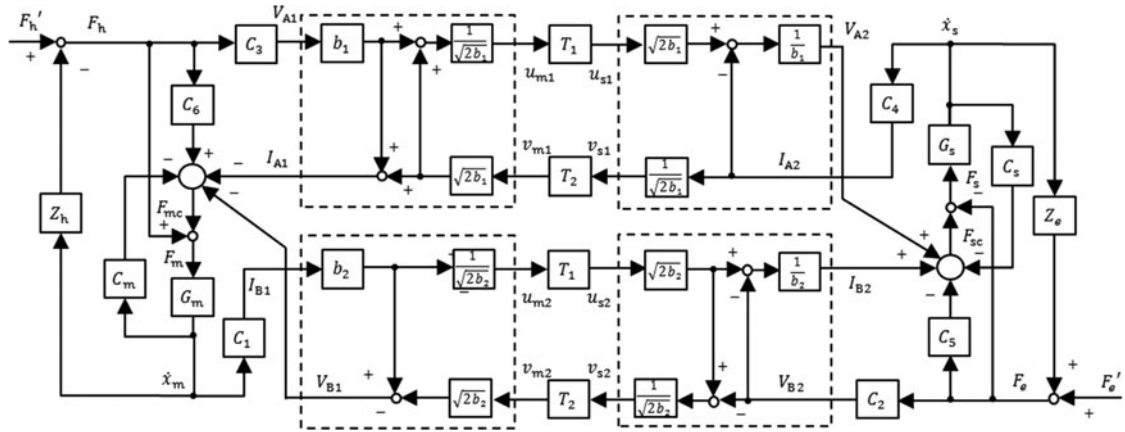 V_A1 V_A2
F_h′ F_h C_3 b_1 + + 1/√2b_1 T_1 √2b_1 + 1/b_1 ẋ_s
+ − + u_m1 u_s1 −
C_6 C_4
− + − I_A1 + + v_m1 v_s1 I_A2 G_s C_s
√2b_1 T_2 1/√2b_1
Z_h F_mc − F_s − Z_e
+ F_sc
C_m F_m I_B1 b_2 − 1/√2b_2 − T_1 √2b_2 + 1/b_2 + + −
G_m u_m2 u_s2 − I_B2 −
C_1 C_5
ẋ_m V_B1 + v_m2 v_s2 + V_B2 F_e + F_e′
− √2b_2 T_2 1/√2b_2 − C_2 +